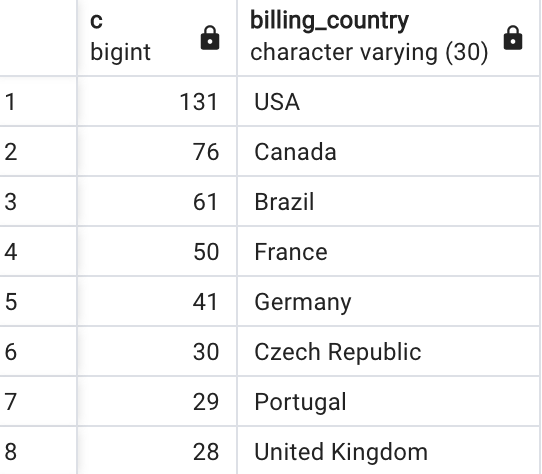 c billing_country
bigint character varying (30)
1 131 USA
2 76 Canada
3 61 Brazil
4 50 France
5 41 Germany
6 30 Czech Republic
7 29 Portugal
8 28 United Kingdom